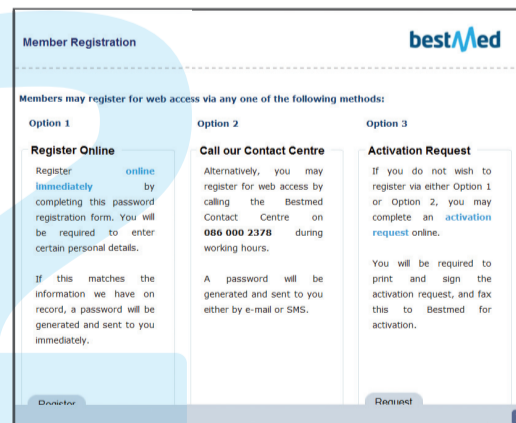 Member Registration
bestMed
Members may register for web access via any one of the following methods:
Option 1
Register Online
Register online
immediately by
completing this password
registration form. You will
be required to enter
certain personal details.
If this matches the
information we have on
record, a password will be
generated and sent to you
immediately.
Register
Option 2
Call our Contact Centre
Alternatively, you may
register for web access by
calling the Bestmed
Contact Centre on
086 000 2378 during
working hours.
A password will be
generated and sent to you
either by e-mail or SMS.
Option 3
Activation Request
If you do not wish to
register via either Option 1
or Option 2, you may
complete an activation
request online.
You will be required to
print and sign the
activation request, and fax
this to Bestmed for
activation.
Request